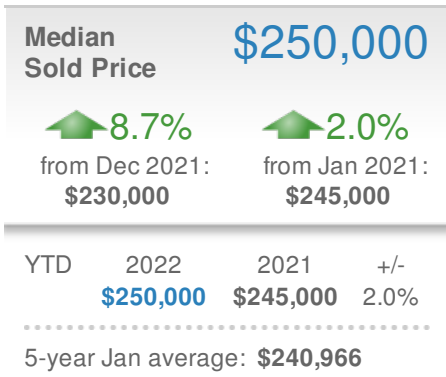 Median $250,000
Sold Price
8.7% 2.0%
from Dec 2021: from Jan 2021:
$230,000 $245,000
YTD 2022 2021 +/-
$250,000 $245,000 2.0%
5-year Jan average: $240,966